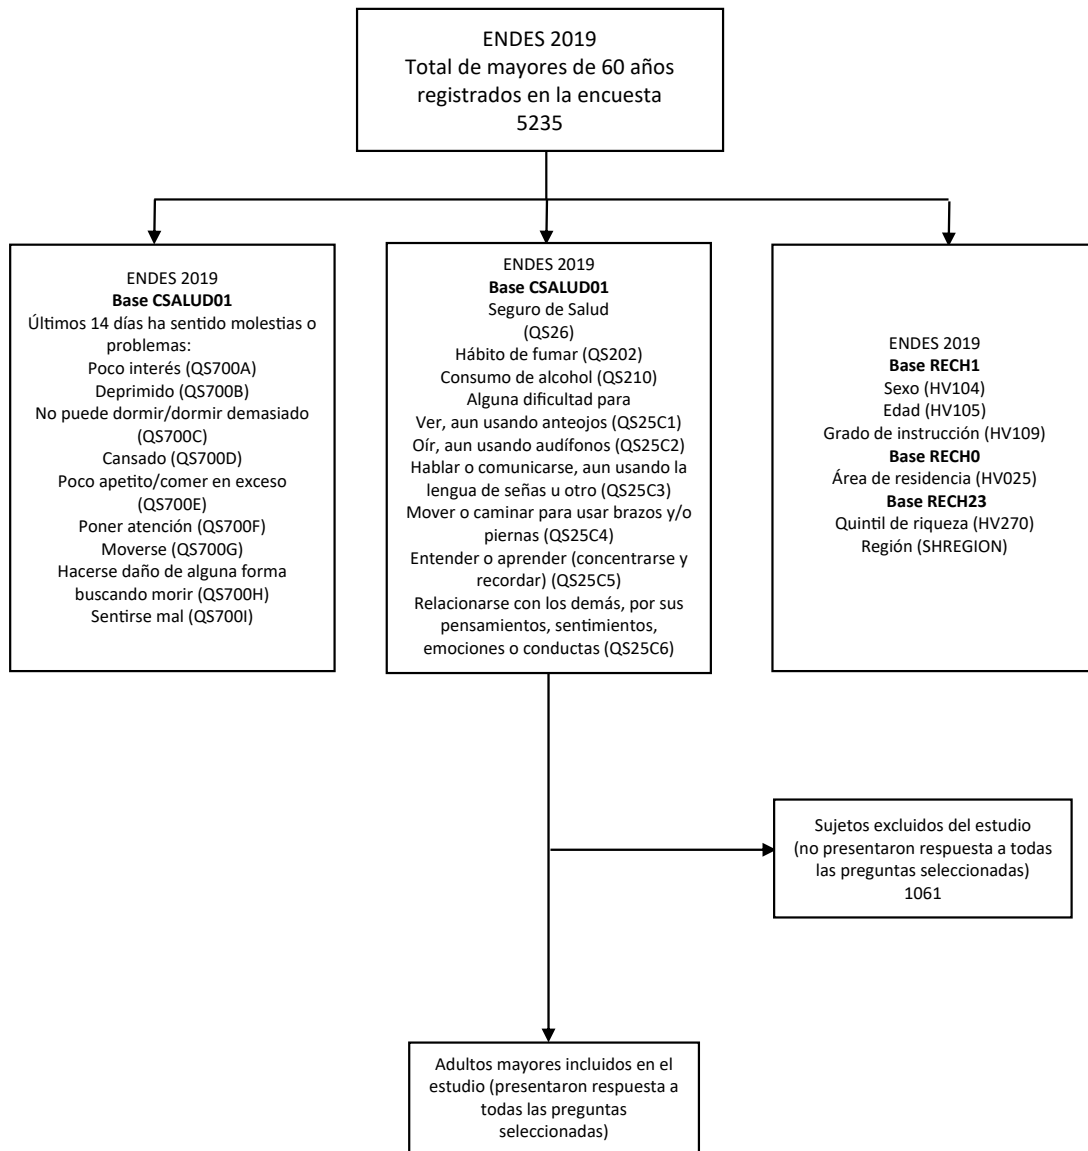 ENDES 2019
Total de mayores de 60 años
registrados en la encuesta
5235
ENDES 2019
Base CSALUD01
Últimos 14 días ha sentido molestias o
problemas:
Poco interés (QS700A)
Deprimido (QS700B)
No puede dormir/dormir demasiado
(QS700C)
Cansado (QS700D)
Poco apetito/comer en exceso
(QS700E)
Poner atención (QS700F)
Moverse (QS700G)
Hacerse daño de alguna forma
buscando morir (QS700H)
Sentirse mal (QS700I)
ENDES 2019
Base CSALUD01
Seguro de Salud
(QS26)
Hábito de fumar (QS202)
Consumo de alcohol (QS210)
Alguna dificultad para
Ver, aun usando anteojos (QS25C1)
Oír, aun usando audífonos (QS25C2)
Hablar o comunicarse, aun usando la
lengua de señas u otro (QS25C3)
Mover o caminar para usar brazos y/o
piernas (QS25C4)
Entender o aprender (concentrarse y
recordar) (QS25C5)
Relacionarse con los demás, por sus
pensamientos, sentimientos,
emociones o conductas (QS25C6)
ENDES 2019
Base RECH1
Sexo (HV104)
Edad (HV105)
Grado de instrucción (HV109)
Base RECH0
Área de residencia (HV025)
Base RECH23
Quintil de riqueza (HV270)
Región (SHREGION)
Sujetos excluidos del estudio
(no presentaron respuesta a todas
las preguntas seleccionadas)
1061
Adultos mayores incluidos en el
estudio (presentaron respuesta a
todas las preguntas
seleccionadas)